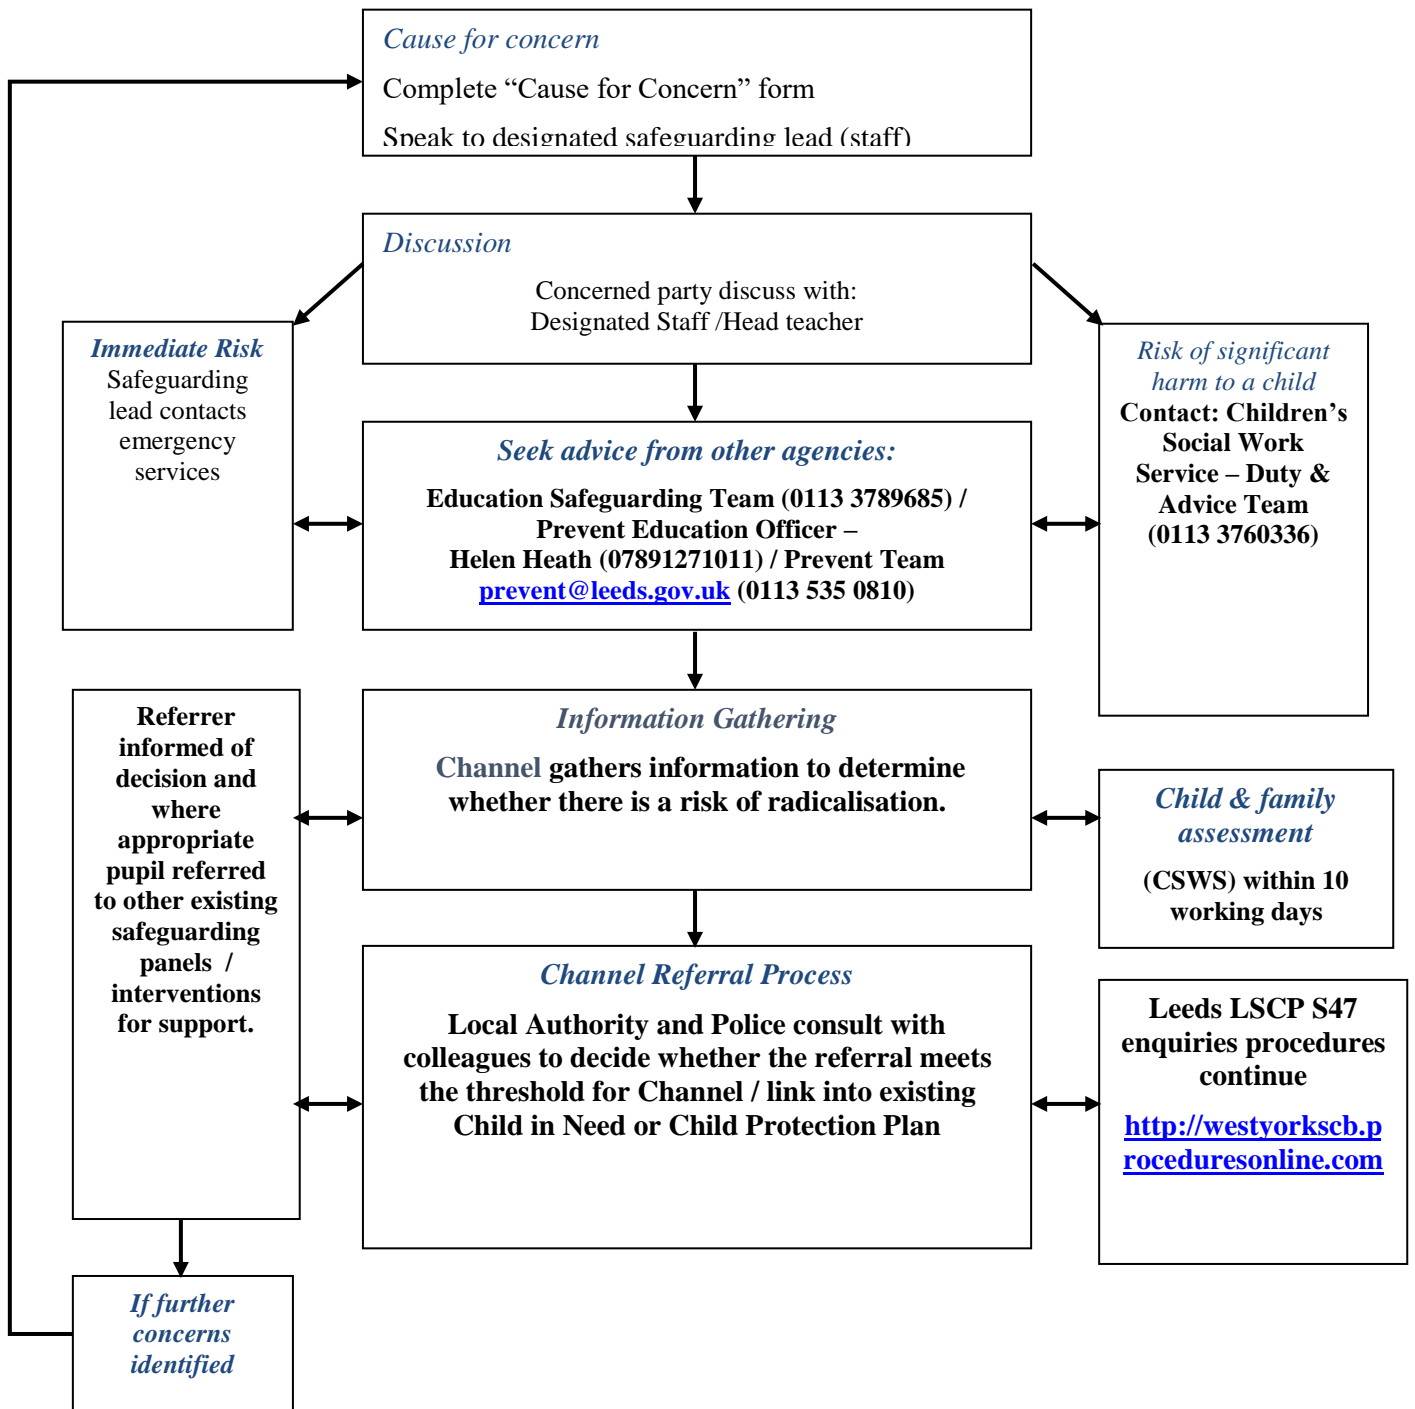 Cause for concern
Complete “Cause for Concern” form
Speak to designated safeguarding lead (staff)
Discussion
Concerned party discuss with:
Designated Staff /Head teacher
Immediate Risk
Safeguarding
lead contacts
emergency
services
Risk of significant
harm to a child
Contact: Children’s
Social Work
Service – Duty &
Advice Team
(0113 3760336)
Seek advice from other agencies:
Education Safeguarding Team (0113 3789685) /
Prevent Education Officer –
Helen Heath (07891271011) / Prevent Team
prevent@leeds.gov.uk (0113 535 0810)
Referrer
informed of
decision and
where
appropriate
pupil referred
to other existing
safeguarding
panels /
interventions
for support.
Information Gathering
Channel gathers information to determine
whether there is a risk of radicalisation.
Child & family
assessment
(CSWS) within 10
working days
Channel Referral Process
Local Authority and Police consult with
colleagues to decide whether the referral meets
the threshold for Channel / link into existing
Child in Need or Child Protection Plan
Leeds LSCP S47
enquiries procedures
continue
http://westyorkscb.p
roceduresonline.com
If further
concerns
identified